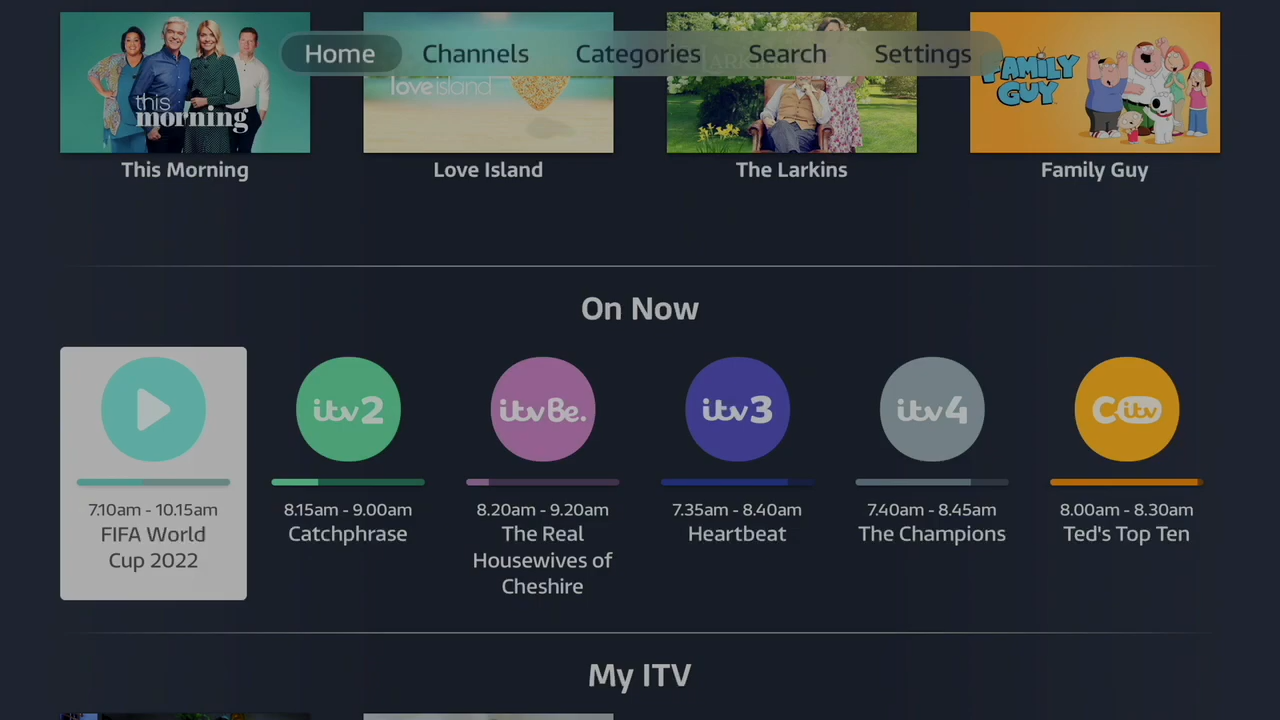 Home Channels Categories Search Settings
this
morning
loveisland
FAMILY
GUY
This Morning
Love Island
The Larkins
Family Guy
On Now
itv2
itvBe.
itv3
itv4
Citv
7.10am - 10.15am
FIFA World
Cup 2022
8.15am - 9.00am
Catchphrase
8.20am - 9.20am
The Real
Housewives of
Cheshire
7.35am - 8.40am
Heartbeat
7.40am - 8.45am
The Champions
8.00am - 8.30am
Ted's Top Ten
My ITV